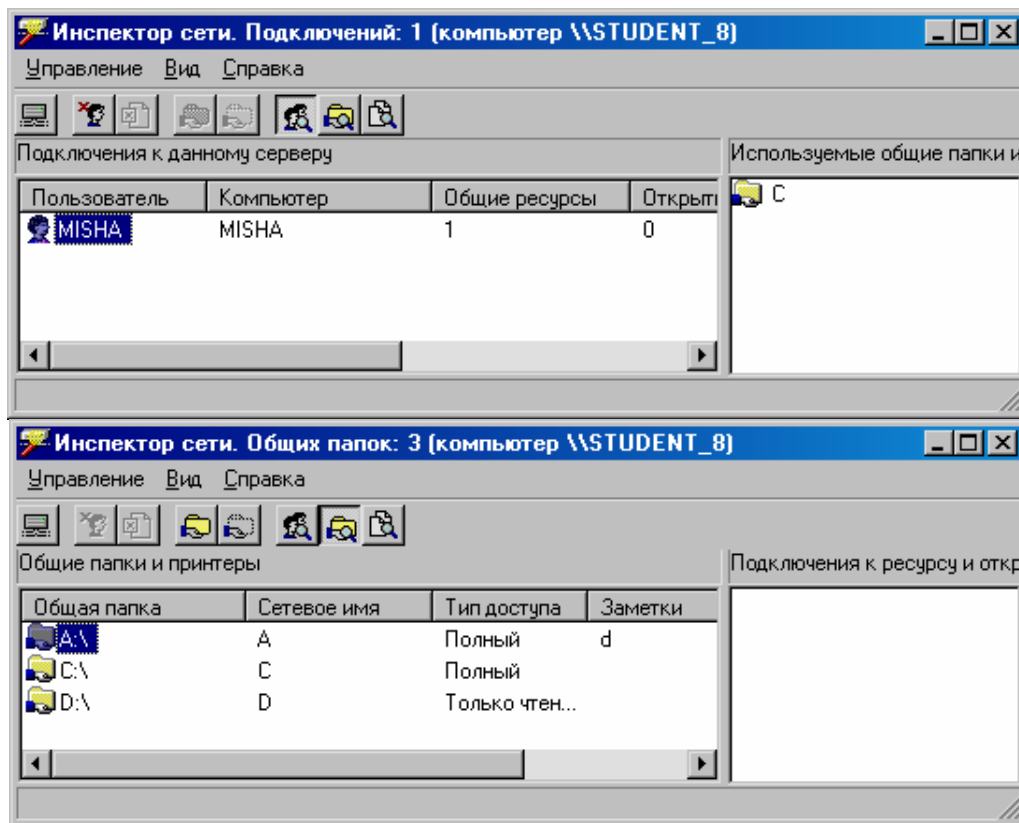 Инспектор сети. Подключений: 1 (компьютер \\STUDENT_8)
Управление Вид Справка
Подключения к данному серверу
Используемые общие папки и
Пользователь Компьютер Общие ресурсы Открыт
C
MISHA MISHA 1 0
Инспектор сети. Общих папок: 3 (компьютер \\STUDENT_8)
Управление Вид Справка
Общие папки и принтеры
Подключения к ресурсу и откр
Общая папка Сетевое имя Тип доступа Заметки
A:\ A Полный d
C:\ C Полный
D:\ D Только чтен...